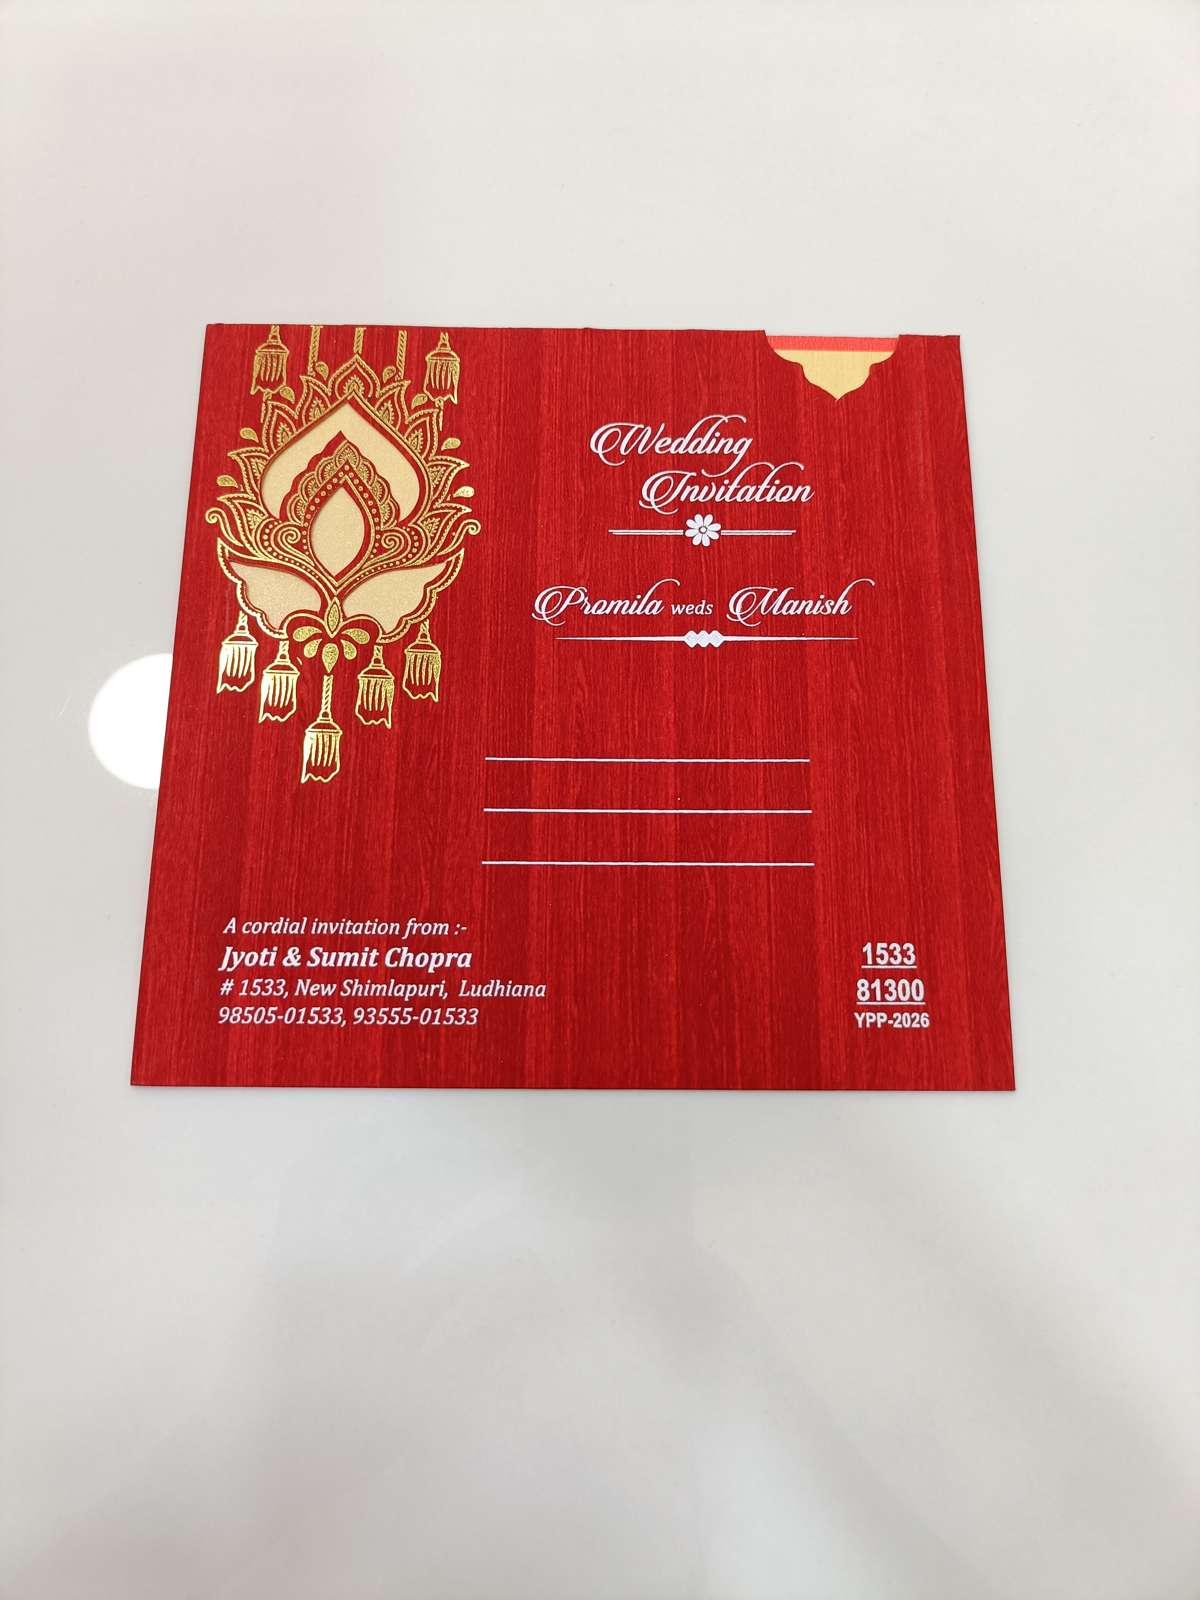 Wedding
Invitation
Promila weds Manish
A cordial invitation from :-
Jyoti & Sumit Chopra
# 1533, New Shimlapuri, Ludhiana
98505-01533, 93555-01533
1533
81300
YPP-2026